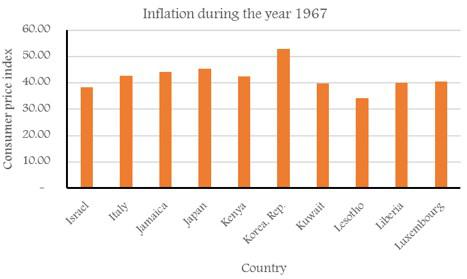 Inflation during the year 1967
Consumer price index
60.00
50.00
40.00
30.00
20.00
10.00
-
Israel
Italy
Jamaica
Japan
Kenya
Korea, Rep.
Kuwait
Lesotho
Liberia
Luxembourg
Country